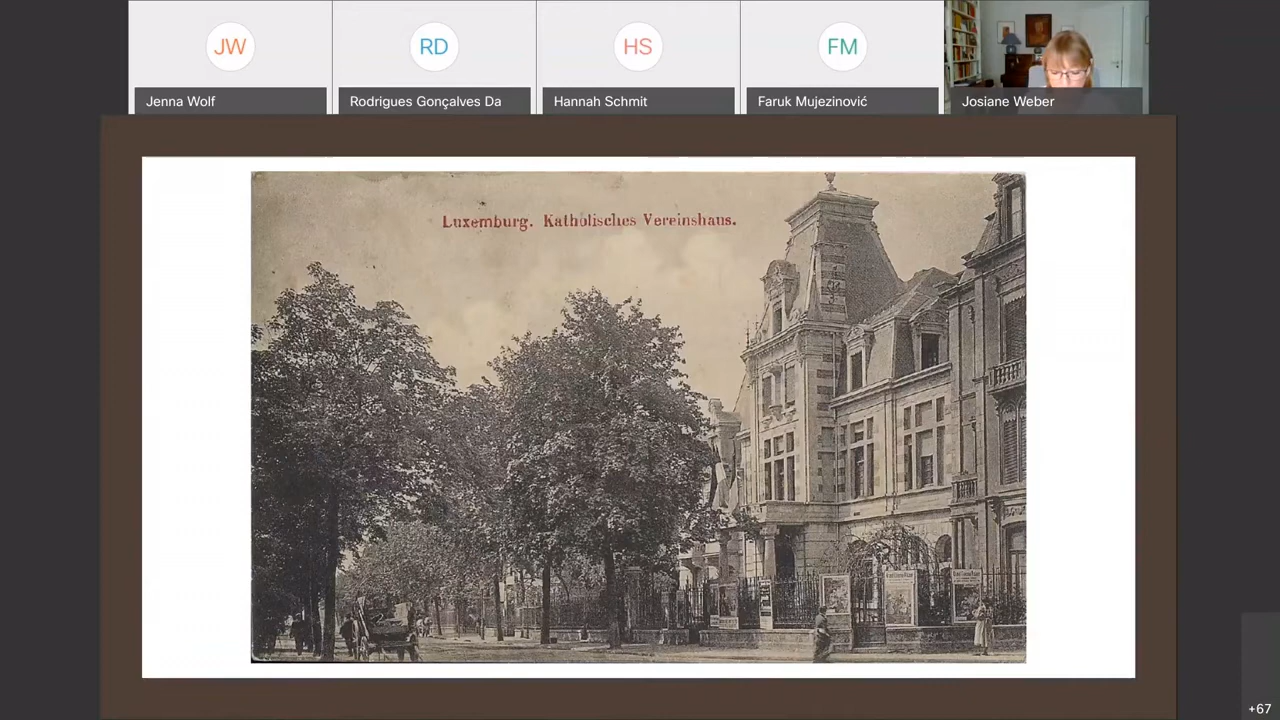 JW
RD
HS
FM
Jenna Wolf
Rodrigues Gonçalves Da
Hannah Schmit
Faruk Mujezinović
Josiane Weber
Luxemburg. Katholisches Vereinshaus.
+67